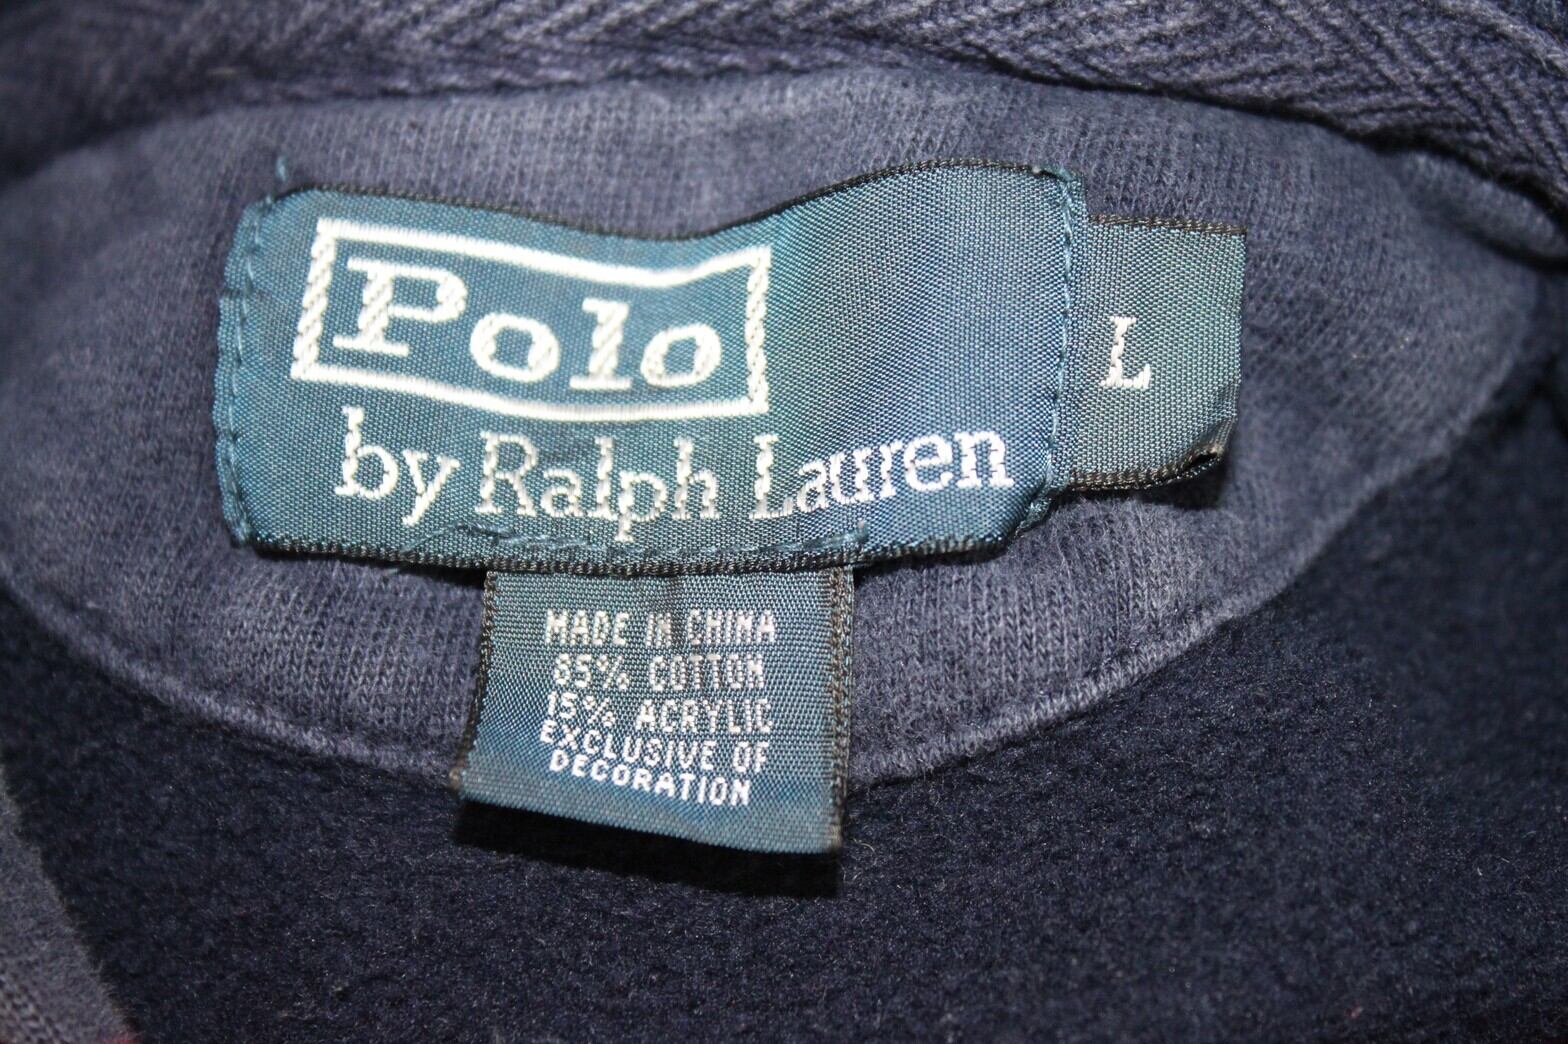 Polo
by Ralph Lauren
L
MADE IN CHINA
85% COTTON
15% ACRYLIC
EXCLUSIVE OF
DECORATION